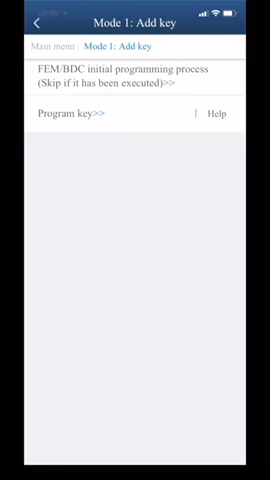 Mode 1: Add key
Main menu | Mode 1: Add key
FEM/BDC initial programming process
(Skip if it has been executed)>>
Program key>> | Help